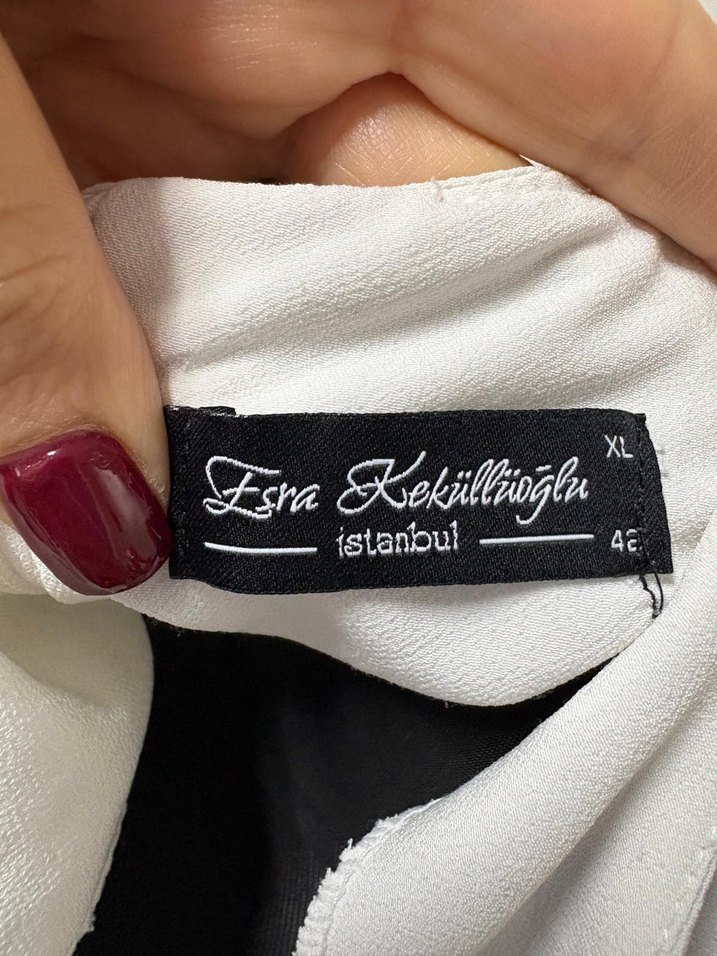 XL
Esra Keküllüoğlu
istanbul
42